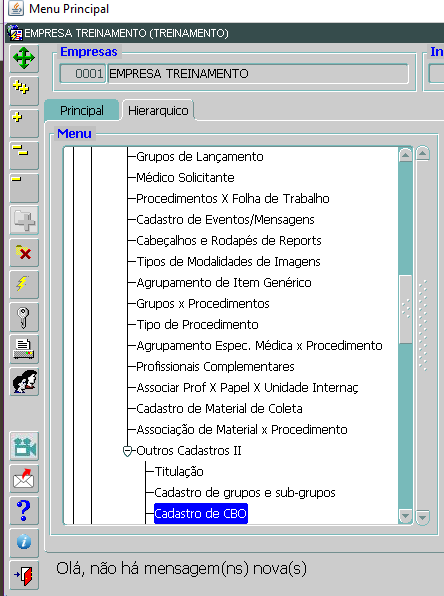 Menu Principal
EMPRESA TREINAMENTO (TREINAMENTO)
Empresas
In
0001 EMPRESA TREINAMENTO
Principal Hierarquico
Menu
Grupos de Lançamento
Médico Solicitante
Procedimentos X Folha de Trabalho
Cadastro de Eventos/Mensagens
Cabeçalhos e Rodapés de Reports
Tipos de Modalidades de Imagens
Agrupamento de Item Genérico
Grupos x Procedimentos
Tipo de Procedimento
Agrupamento Espec. Médica x Procedimento
Profissionais Complementares
Associar Prof X Papel X Unidade Internaç
Cadastro de Material de Coleta
Associação de Material x Procedimento
Outros Cadastros II
Titulação
Cadastro de grupos e sub-grupos
Cadastro de CBO
Olá, não há mensagem(ns) nova(s)